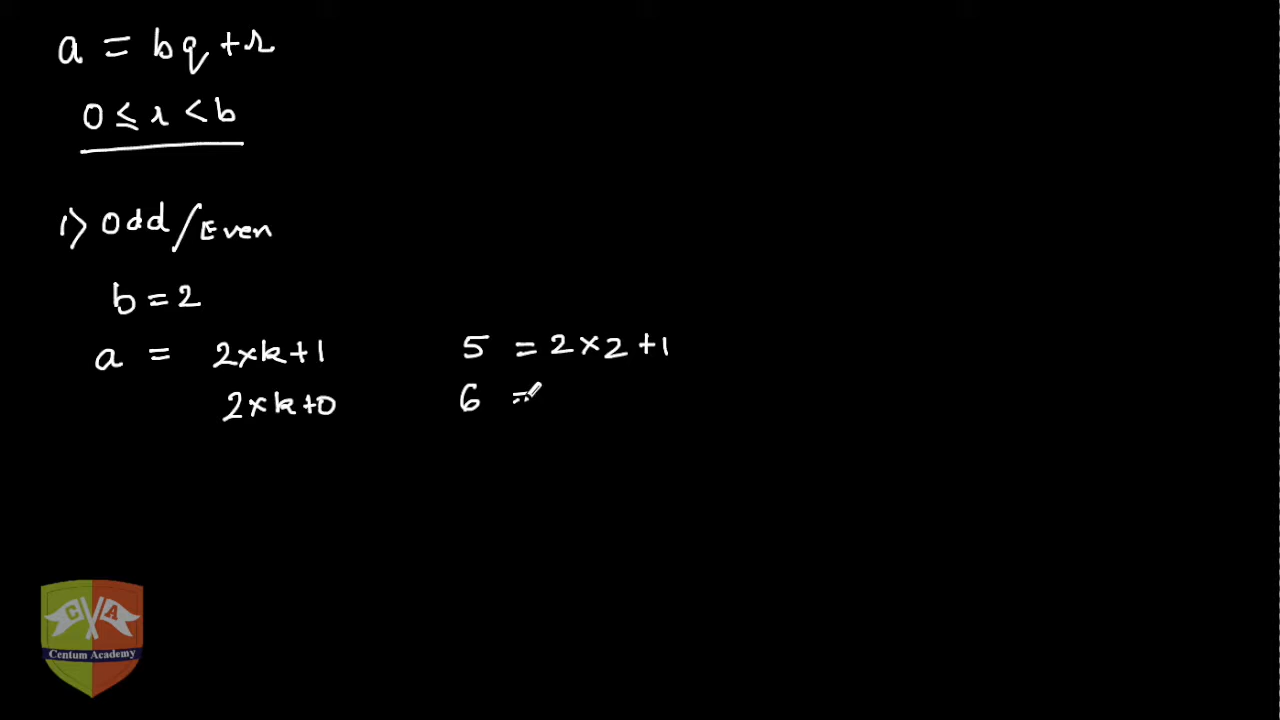 a = bq + r
0 ≤ r < b
1) Odd/Even
b = 2
a = 2×k+1 5 = 2×2+1
2×k+0 6 =
C A
Centum Academy